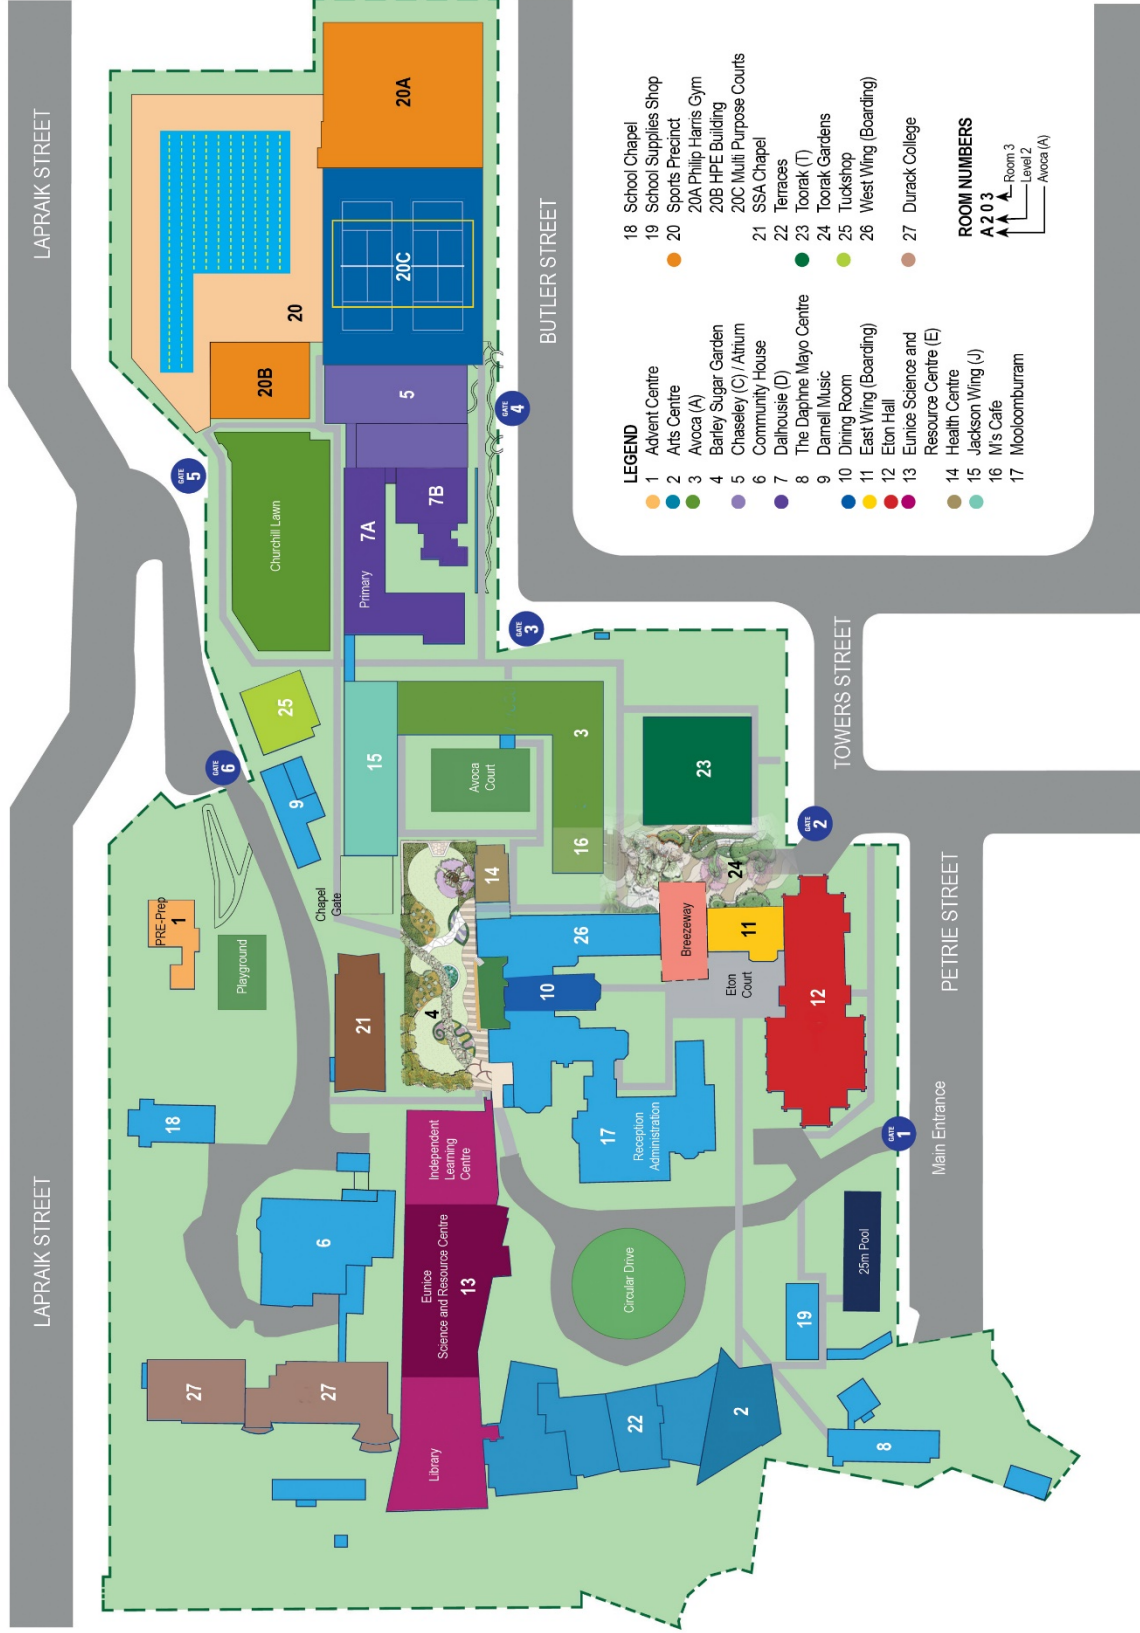 LAPRAIK STREET
LAPRAIK STREET
GATE
5
GATE
6
PRE-Prep
1
Playground
18
27
27
6
Chapel
Gate
21
9
25
Churchill Lawn
20
20B
20A
20C
5
7A
7B
Primary
GATE
4
BUTLER STREET
GATE
3
Library
Eunice
Science and Resource Centre
13
Independent
Learning
Centre
4
15
Avoca
Court
14
3
16
26
10
17
Reception
Administration
Circular Drive
22
2
Breezeway
Eton
Court
11
12
24
23
GATE
2
TOWERS STREET
GATE
1
Main Entrance
PETRIE STREET
25m Pool
19
8
LEGEND
1 Advent Centre
2 Arts Centre
3 Avoca (A)
4 Barley Sugar Garden
5 Chaseley (C) / Atrium
6 Community House
7 Dalhousie (D)
8 The Daphne Mayo Centre
9 Darnell Music
10 Dining Room
11 East Wing (Boarding)
12 Eton Hall
13 Eunice Science and
Resource Centre (E)
14 Health Centre
15 Jackson Wing (J)
16 M's Cafe
17 Mooloomburram
18 School Chapel
19 School Supplies Shop
20 Sports Precinct
20A Philip Harris Gym
20B HPE Building
20C Multi Purpose Courts
21 SSA Chapel
22 Terraces
23 Toorak (T)
24 Toorak Gardens
25 Tuckshop
26 West Wing (Boarding)
27 Durack College
ROOM NUMBERS
A 2 0 3
Room 3
Level 2
Avoca (A)